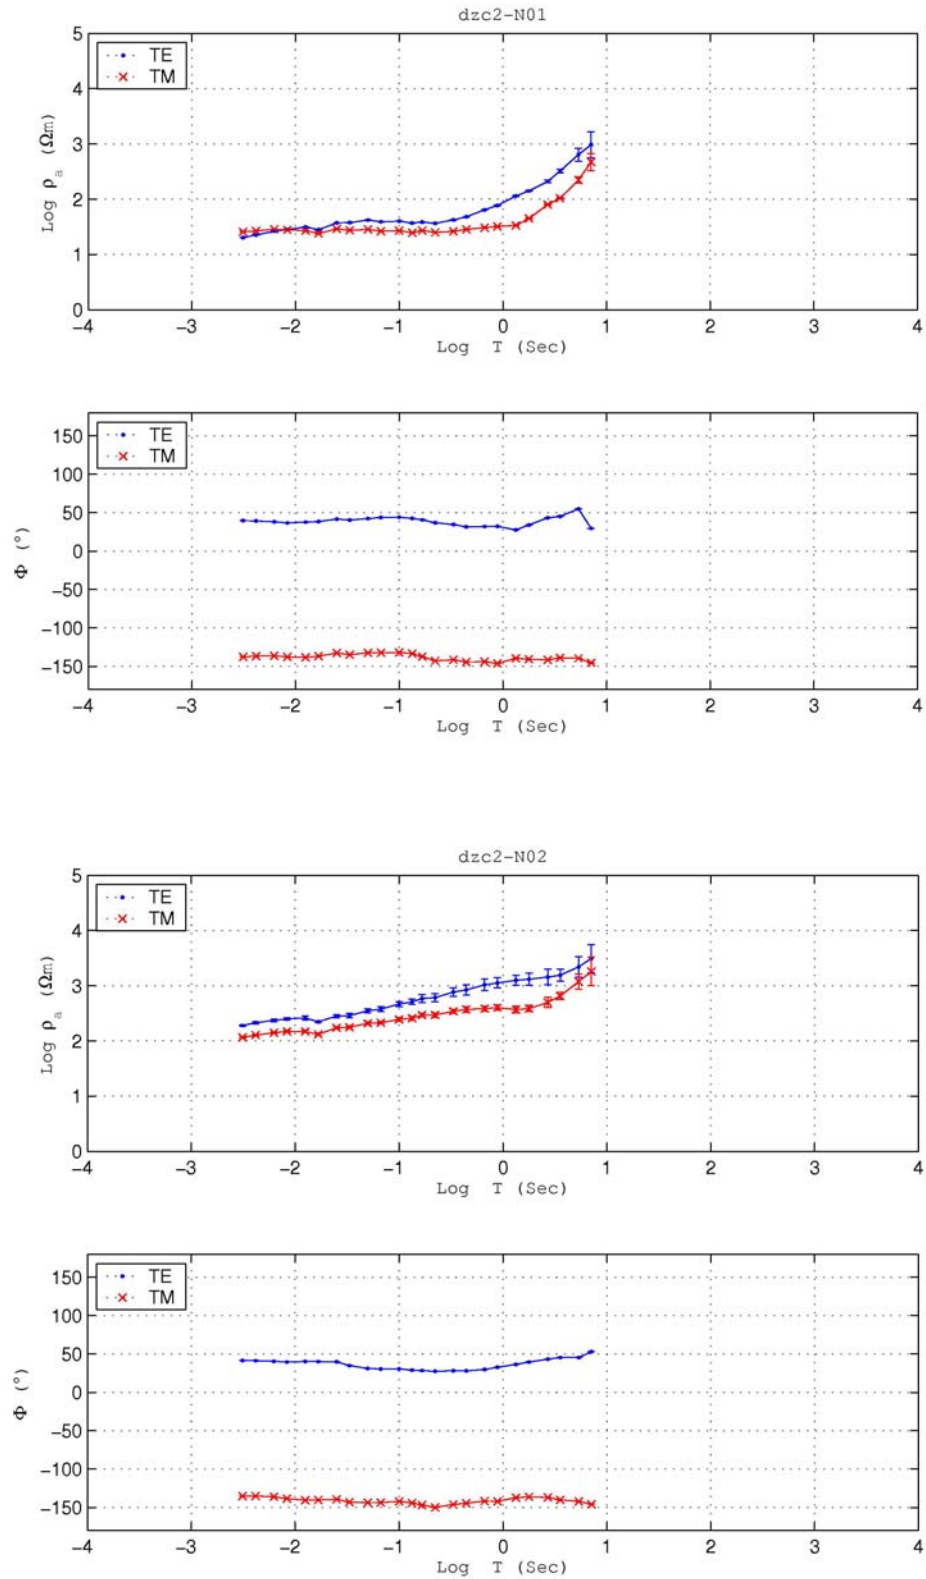 dzc2-N01
5
4
3
2
1
0
Log ρa (Ωm)
TE
TM
−4 −3 −2 −1 0 1 2 3 4
Log T (Sec)
150
100
50
0
−50
−100
−150
Φ (°)
TE
TM
−4 −3 −2 −1 0 1 2 3 4
Log T (Sec)
dzc2-N02
5
4
3
2
1
0
Log ρa (Ωm)
TE
TM
−4 −3 −2 −1 0 1 2 3 4
Log T (Sec)
150
100
50
0
−50
−100
−150
Φ (°)
TE
TM
−4 −3 −2 −1 0 1 2 3 4
Log T (Sec)